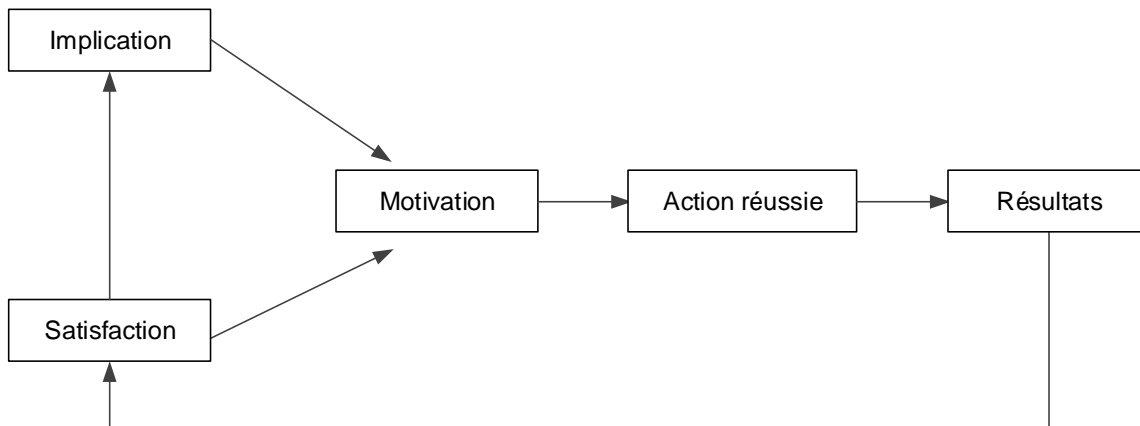 Implication
Motivation
Action réussie
Résultats
Satisfaction